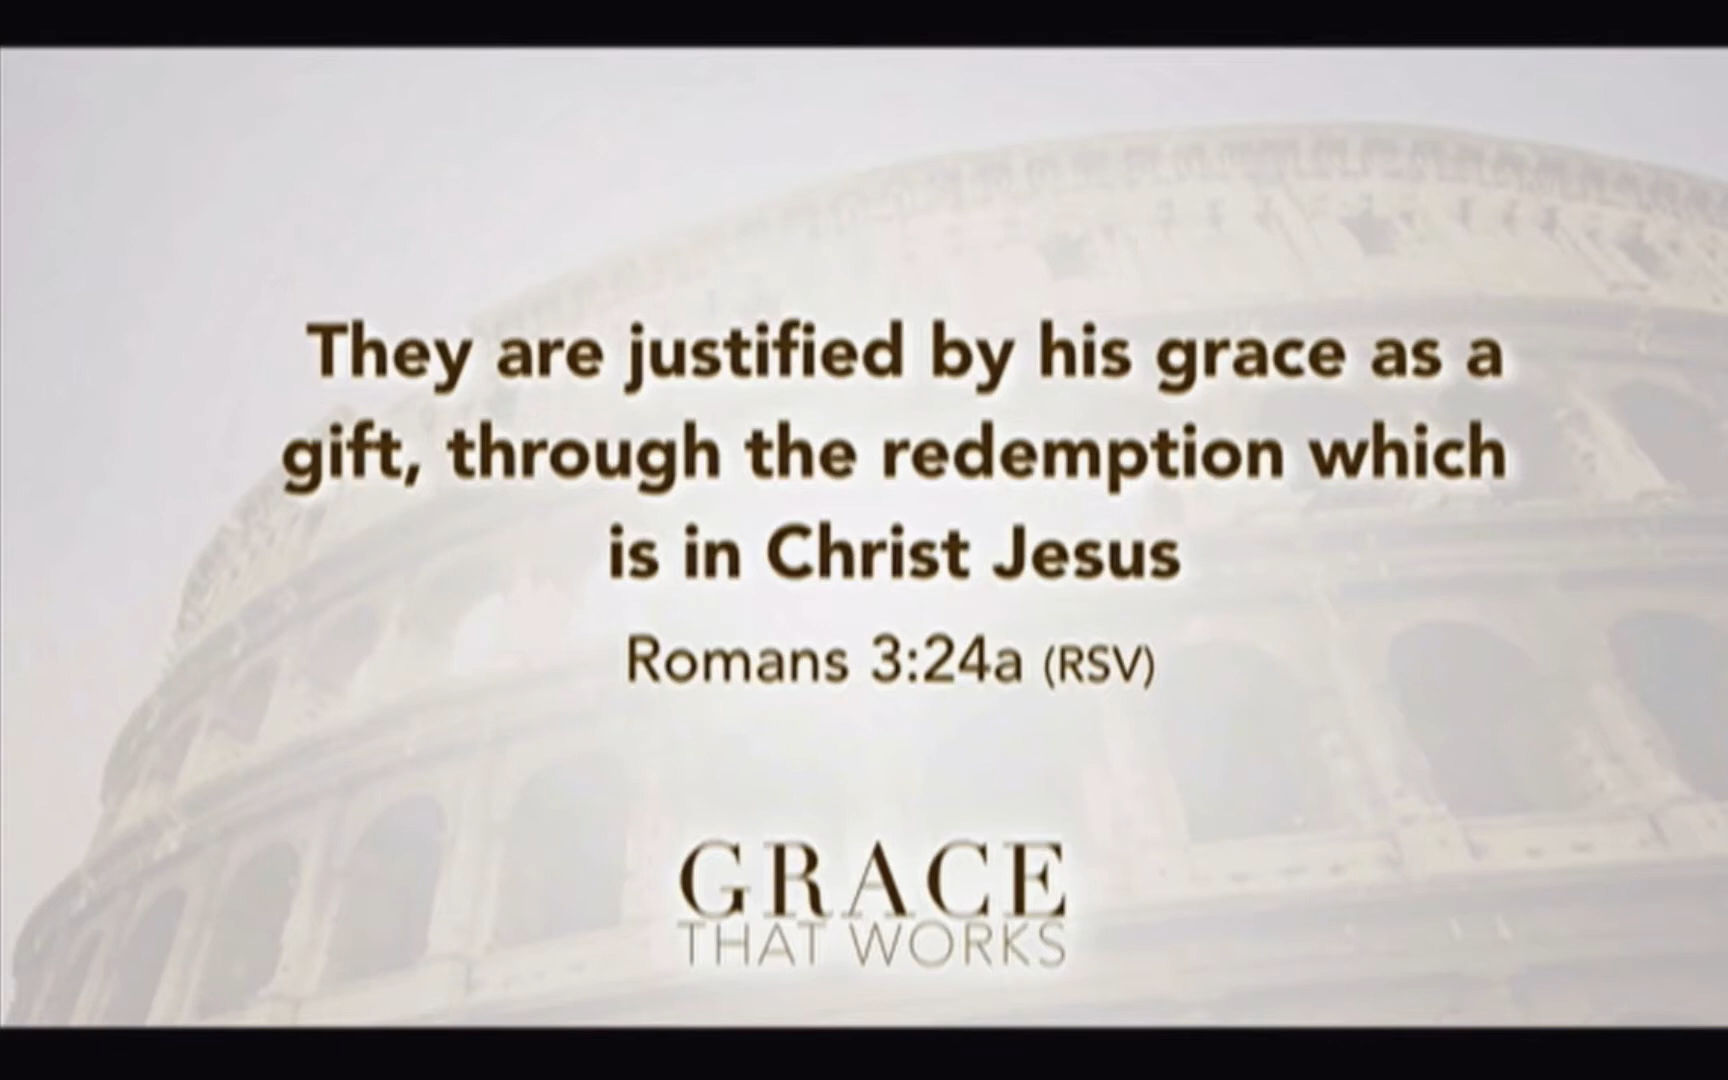 They are justified by his grace as a
gift, through the redemption which
is in Christ Jesus
Romans 3:24a (RSV)
GRACE
THAT WORKS